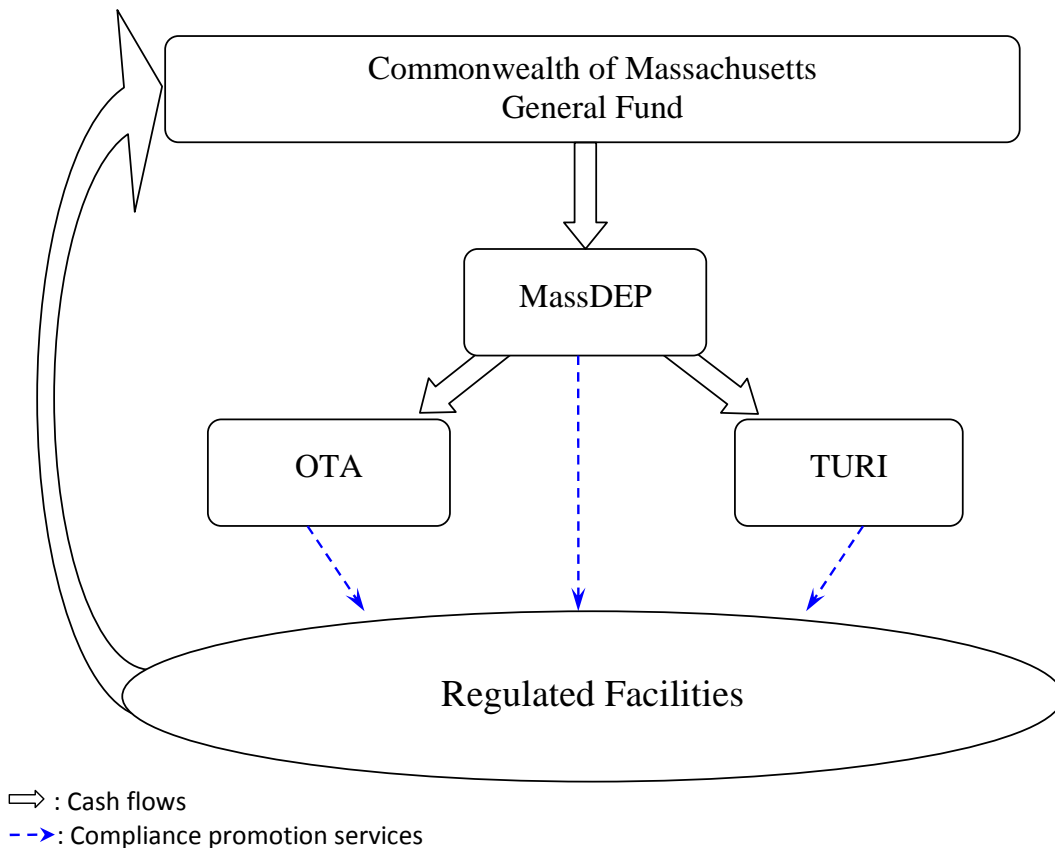 Commonwealth of Massachusetts
General Fund
MassDEP
OTA
TURI
Regulated Facilities
: Cash flows
: Compliance promotion services